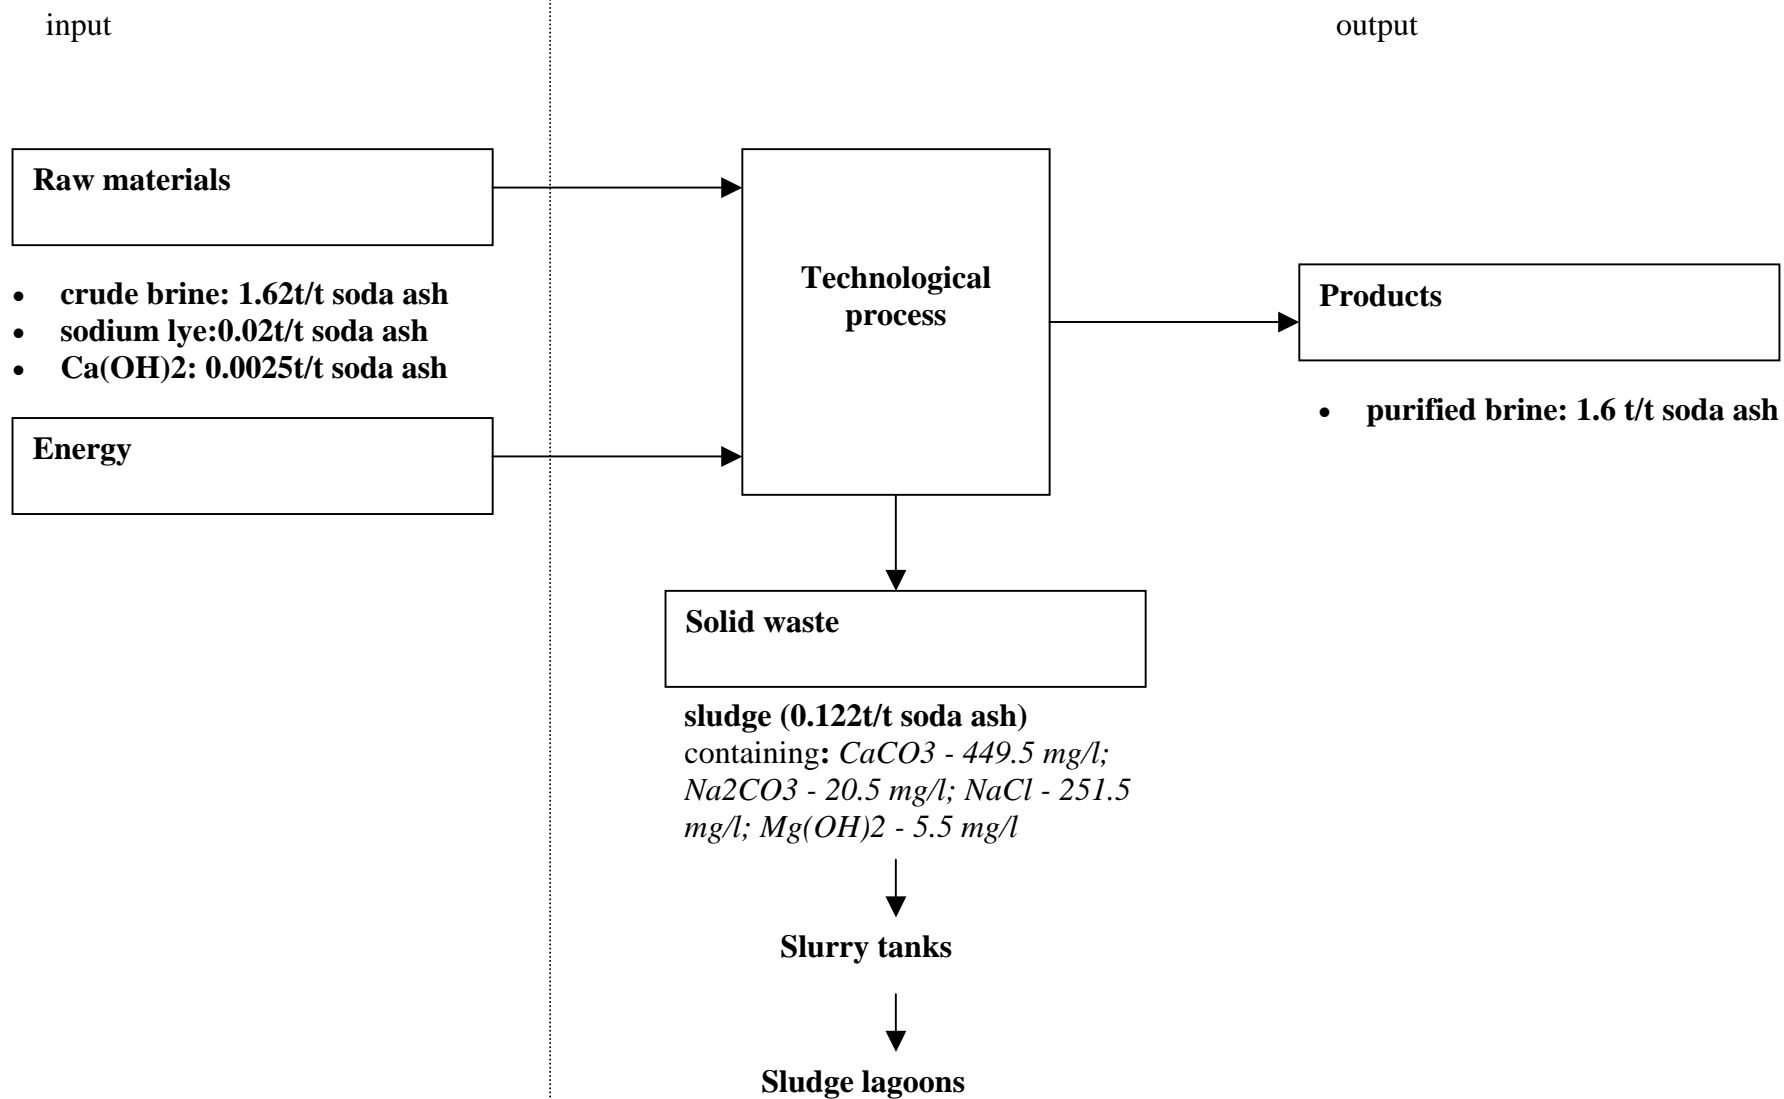 input
output
Raw materials
• crude brine: 1.62t/t soda ash
• sodium lye:0.02t/t soda ash
• Ca(OH)2: 0.0025t/t soda ash
Energy
Technological
process
Products
• purified brine: 1.6 t/t soda ash
Solid waste
sludge (0.122t/t soda ash)
containing: CaCO3 - 449.5 mg/l;
Na2CO3 - 20.5 mg/l; NaCl - 251.5
mg/l; Mg(OH)2 - 5.5 mg/l
Slurry tanks
Sludge lagoons